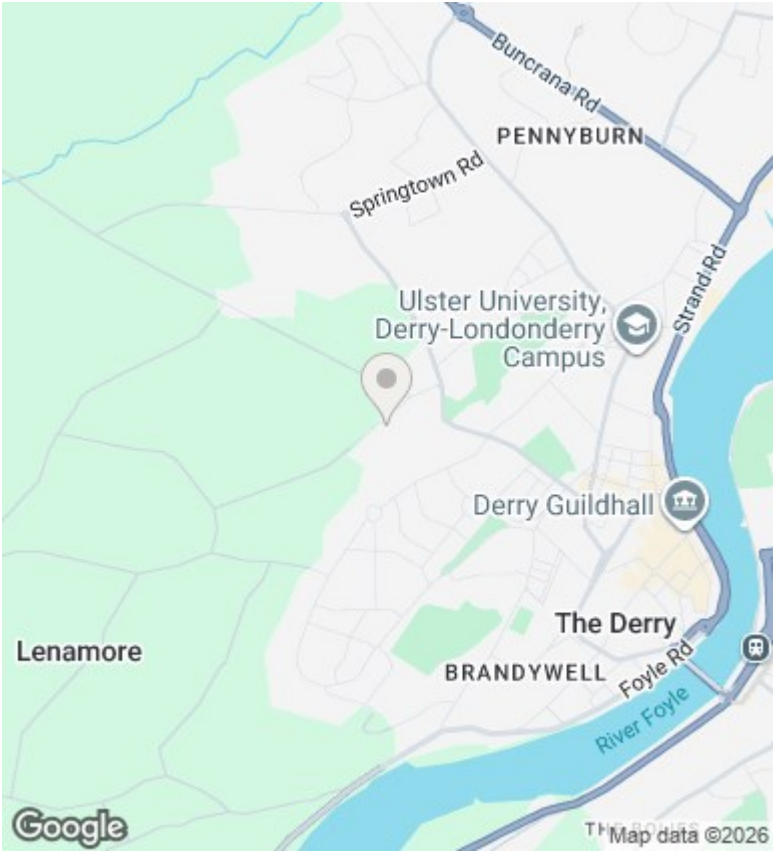 Buncrana Rd
PENNYBURN
Springtown Rd
Strand Rd
Ulster University,
Derry-Londonderry
Campus
Derry Guildhall
The Derry
Lenamore
BRANDYWELL
Foyle Rd
River Foyle
Google
Map data ©2026